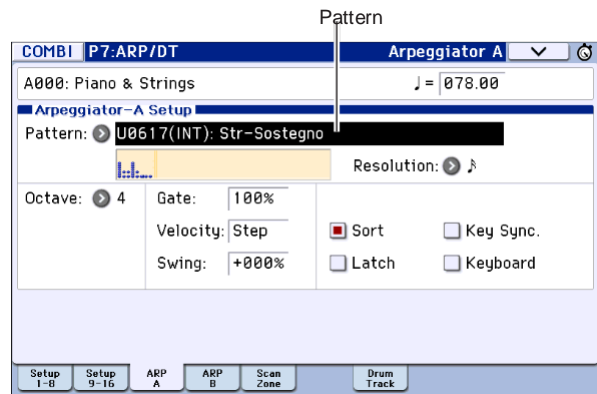 Pattern
COMBI P7:ARP/DT Arpeggiator A
A000: Piano & Strings ♩= 078.00
Arpeggiator-A Setup
Pattern: U0617(INT): Str-Sostegno
Resolution: 𝅘𝅥𝅯
Octave: 4 Gate: 100%
Velocity: Step Sort Key Sync.
Swing: +000% Latch Keyboard
Setup 1-8 Setup 9-16 ARP A ARP B Scan Zone Drum Track